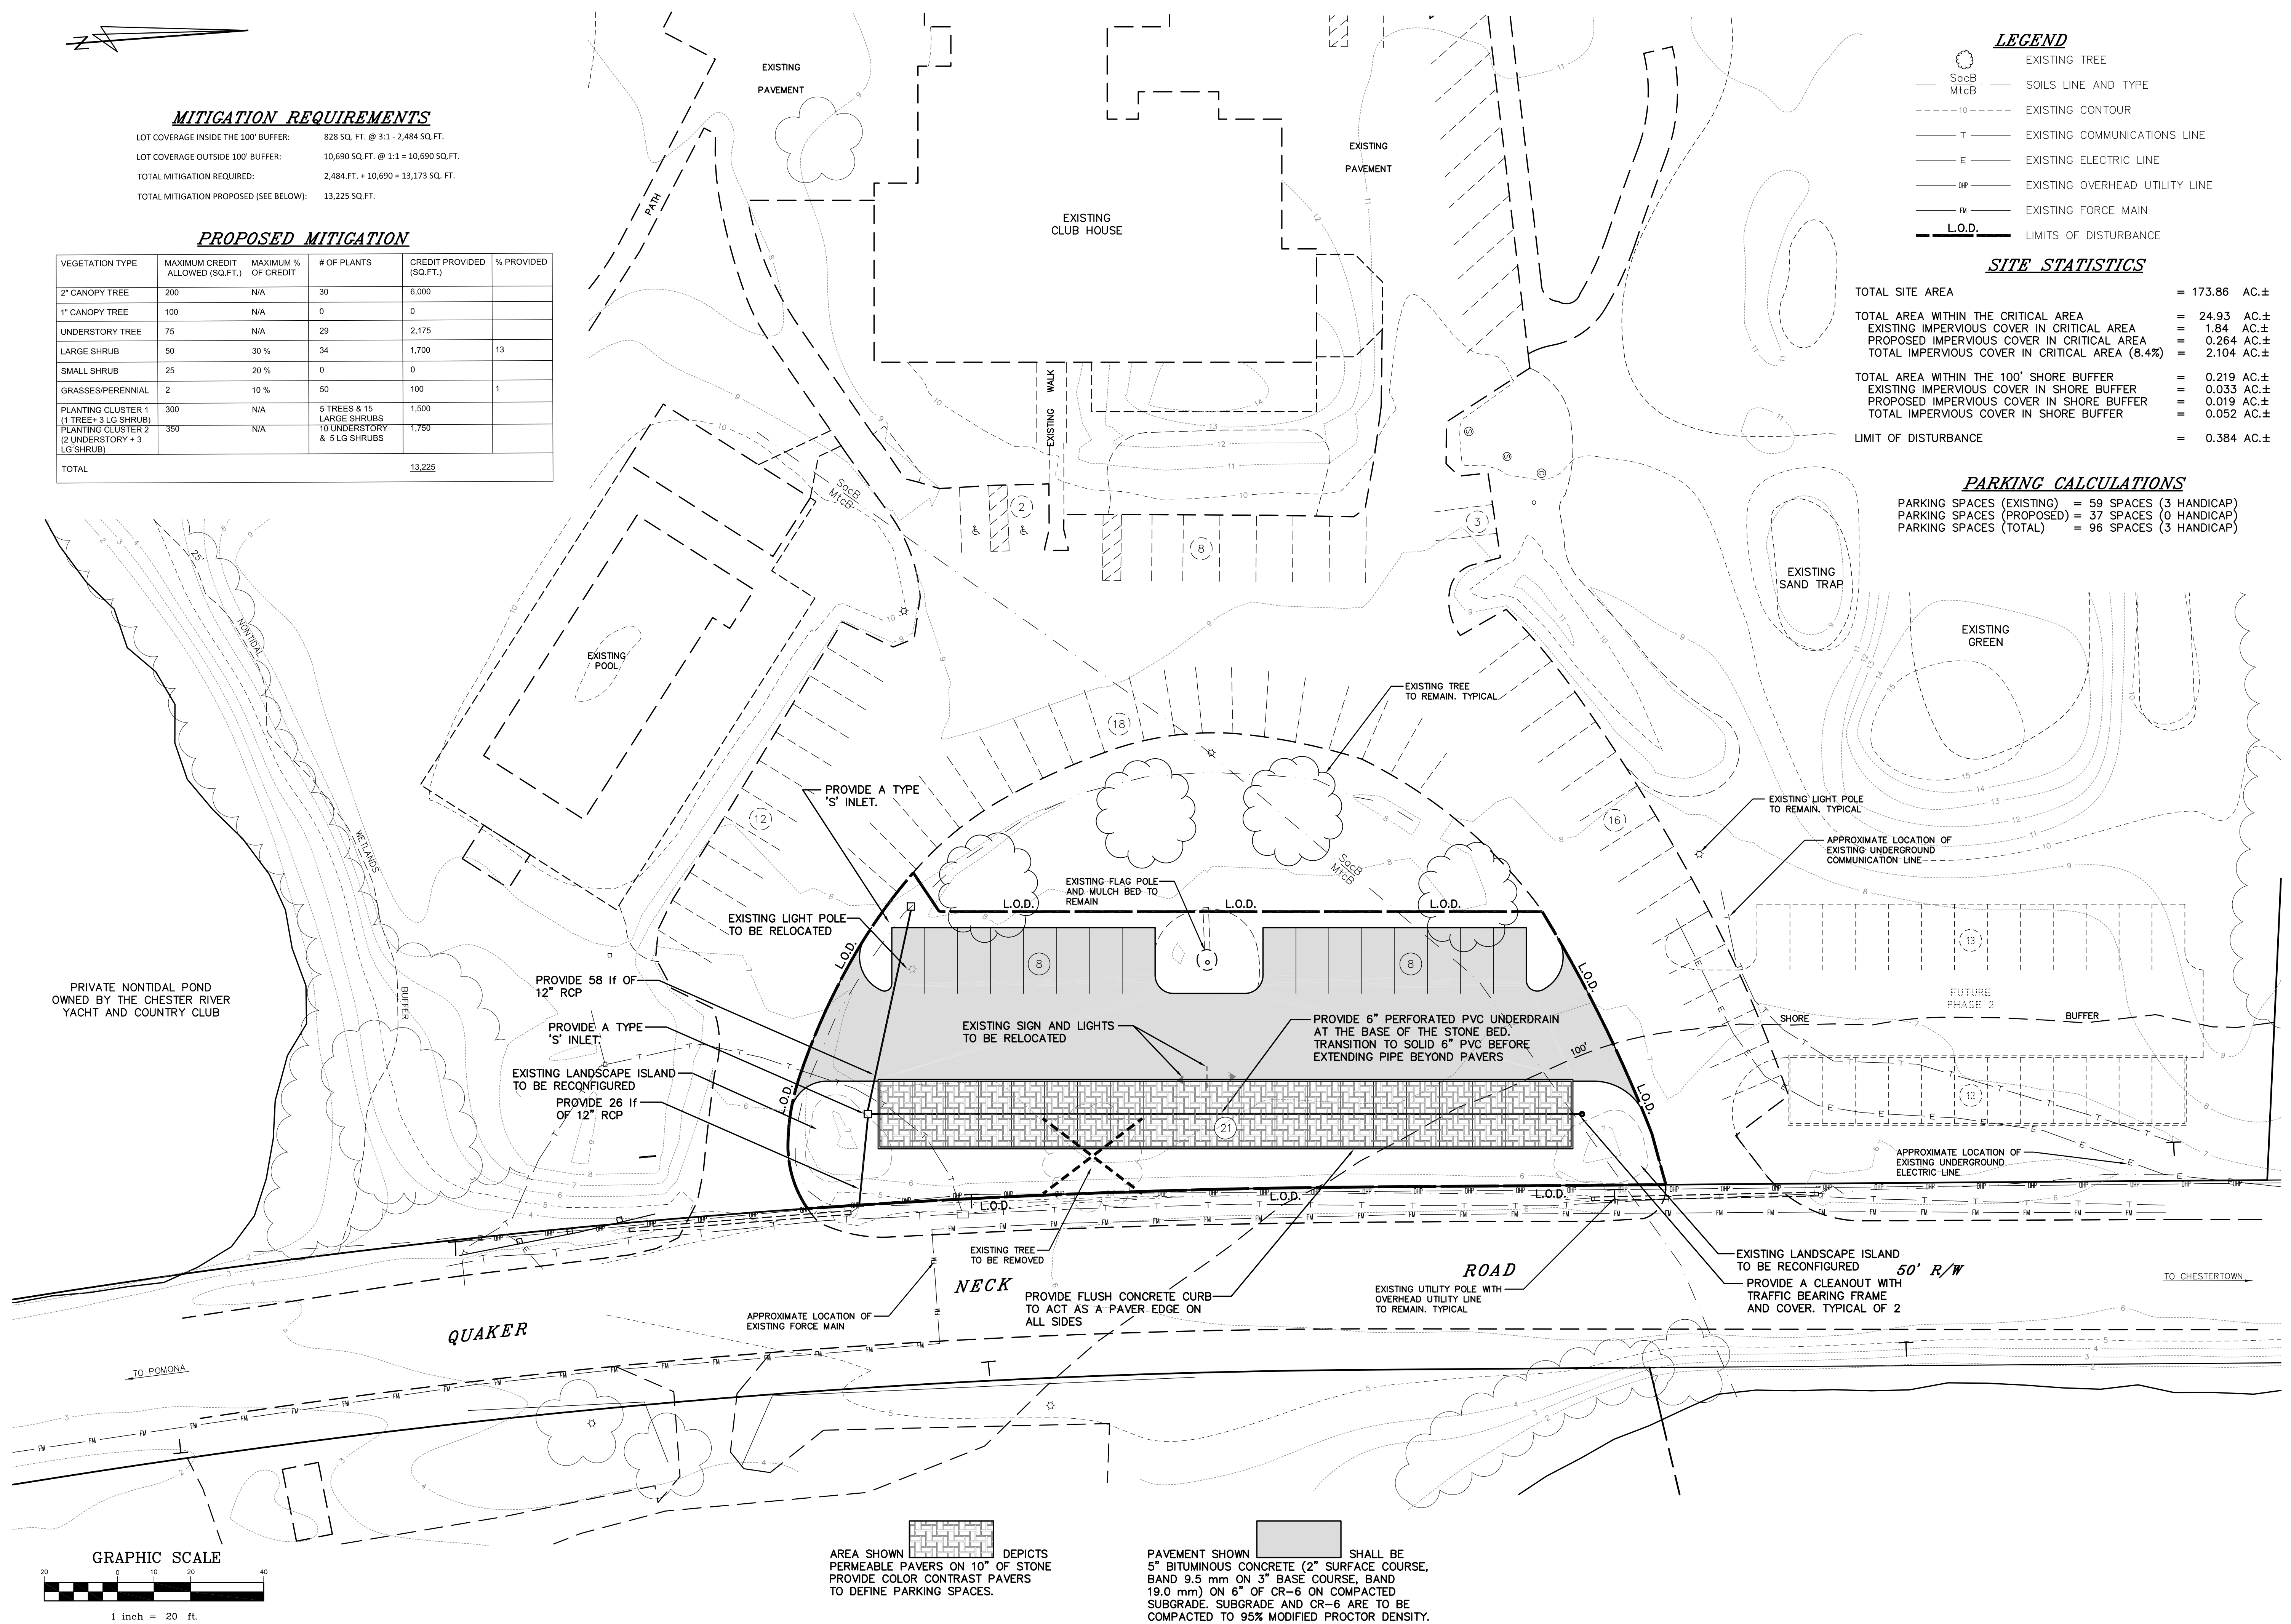 N
MITIGATION REQUIREMENTS
LOT COVERAGE INSIDE THE 100' BUFFER: 828 SQ. FT. @ 3:1 - 2,484 SQ.FT.
LOT COVERAGE OUTSIDE 100' BUFFER: 10,690 SQ.FT. @ 1:1 = 10,690 SQ.FT.
TOTAL MITIGATION REQUIRED: 2,484.FT. + 10,690 = 13,173 SQ. FT.
TOTAL MITIGATION PROPOSED (SEE BELOW): 13,225 SQ.FT.
PROPOSED MITIGATION
VEGETATION TYPE MAXIMUM CREDIT MAXIMUM % # OF PLANTS CREDIT PROVIDED % PROVIDED
ALLOWED (SQ.FT.) OF CREDIT (SQ.FT.)
2" CANOPY TREE 200 N/A 30 6,000
1" CANOPY TREE 100 N/A 0 0
UNDERSTORY TREE 75 N/A 29 2,175
LARGE SHRUB 50 30 % 34 1,700 13
SMALL SHRUB 25 20 % 0 0
GRASSES/PERENNIAL 2 10 % 50 100 1
PLANTING CLUSTER 1 300 N/A 5 TREES & 15 1,500
(1 TREE+ 3 LG SHRUB) LARGE SHRUBS
PLANTING CLUSTER 2 350 N/A 10 UNDERSTORY 1,750
(2 UNDERSTORY + 3 & 5 LG SHRUBS
LG SHRUB)
TOTAL 13,225
LEGEND
EXISTING TREE
SacB
MtcB
SOILS LINE AND TYPE
10 EXISTING CONTOUR
T EXISTING COMMUNICATIONS LINE
E EXISTING ELECTRIC LINE
OHP EXISTING OVERHEAD UTILITY LINE
FM EXISTING FORCE MAIN
L.O.D. LIMITS OF DISTURBANCE
SITE STATISTICS
TOTAL SITE AREA = 173.86 AC.±
TOTAL AREA WITHIN THE CRITICAL AREA = 24.93 AC.±
EXISTING IMPERVIOUS COVER IN CRITICAL AREA = 1.84 AC.±
PROPOSED IMPERVIOUS COVER IN CRITICAL AREA = 0.264 AC.±
TOTAL IMPERVIOUS COVER IN CRITICAL AREA (8.4%) = 2.104 AC.±
TOTAL AREA WITHIN THE 100' SHORE BUFFER = 0.219 AC.±
EXISTING IMPERVIOUS COVER IN SHORE BUFFER = 0.033 AC.±
PROPOSED IMPERVIOUS COVER IN SHORE BUFFER = 0.019 AC.±
TOTAL IMPERVIOUS COVER IN SHORE BUFFER = 0.052 AC.±
LIMIT OF DISTURBANCE = 0.384 AC.±
PARKING CALCULATIONS
PARKING SPACES (EXISTING) = 59 SPACES (3 HANDICAP)
PARKING SPACES (PROPOSED) = 37 SPACES (0 HANDICAP)
PARKING SPACES (TOTAL) = 96 SPACES (3 HANDICAP)
EXISTING
PAVEMENT
PATH
EXISTING
CLUB HOUSE
EXISTING
PAVEMENT
EXISTING WALK
SacB
MtcB
2
8
3
EXISTING
SAND TRAP
EXISTING
GREEN
25'
NONTIDAL
WETLANDS
BUFFER
EXISTING
POOL
EXISTING TREE
TO REMAIN. TYPICAL
18
12
16
PROVIDE A TYPE
'S' INLET.
EXISTING LIGHT POLE
TO REMAIN. TYPICAL
APPROXIMATE LOCATION OF
EXISTING UNDERGROUND
COMMUNICATION LINE
SacB
MtcB
EXISTING FLAG POLE
AND MULCH BED TO
REMAIN
L.O.D.
L.O.D.
L.O.D.
EXISTING LIGHT POLE
TO BE RELOCATED
L.O.D.
8
8
L.O.D.
13
FUTURE
PHASE 2
PRIVATE NONTIDAL POND
OWNED BY THE CHESTER RIVER
YACHT AND COUNTRY CLUB
PROVIDE 58 lf OF
12" RCP
PROVIDE A TYPE
'S' INLET.
EXISTING SIGN AND LIGHTS
TO BE RELOCATED
PROVIDE 6" PERFORATED PVC UNDERDRAIN
AT THE BASE OF THE STONE BED.
TRANSITION TO SOLID 6" PVC BEFORE
EXTENDING PIPE BEYOND PAVERS
100'
SHORE
BUFFER
EXISTING LANDSCAPE ISLAND
TO BE RECONFIGURED
PROVIDE 26 lf
OF 12" RCP
L.O.D.
L.O.D.
21
12
APPROXIMATE LOCATION OF
EXISTING UNDERGROUND
ELECTRIC LINE
L.O.D.
L.O.D.
L.O.D.
EXISTING TREE
TO BE REMOVED
EXISTING LANDSCAPE ISLAND
TO BE RECONFIGURED
PROVIDE A CLEANOUT WITH
TRAFFIC BEARING FRAME
AND COVER. TYPICAL OF 2
QUAKER
NECK
ROAD
50' R/W
TO CHESTERTOWN
PROVIDE FLUSH CONCRETE CURB
TO ACT AS A PAVER EDGE ON
ALL SIDES
EXISTING UTILITY POLE WITH
OVERHEAD UTILITY LINE
TO REMAIN. TYPICAL
APPROXIMATE LOCATION OF
EXISTING FORCE MAIN
TO POMONA
GRAPHIC SCALE
20 0 10 20 40
1 inch = 20 ft.
AREA SHOWN DEPICTS
PERMEABLE PAVERS ON 10" OF STONE
PROVIDE COLOR CONTRAST PAVERS
TO DEFINE PARKING SPACES.
PAVEMENT SHOWN SHALL BE
5" BITUMINOUS CONCRETE (2" SURFACE COURSE,
BAND 9.5 mm ON 3" BASE COURSE, BAND
19.0 mm) ON 6" OF CR-6 ON COMPACTED
SUBGRADE. SUBGRADE AND CR-6 ARE TO BE
COMPACTED TO 95% MODIFIED PROCTOR DENSITY.